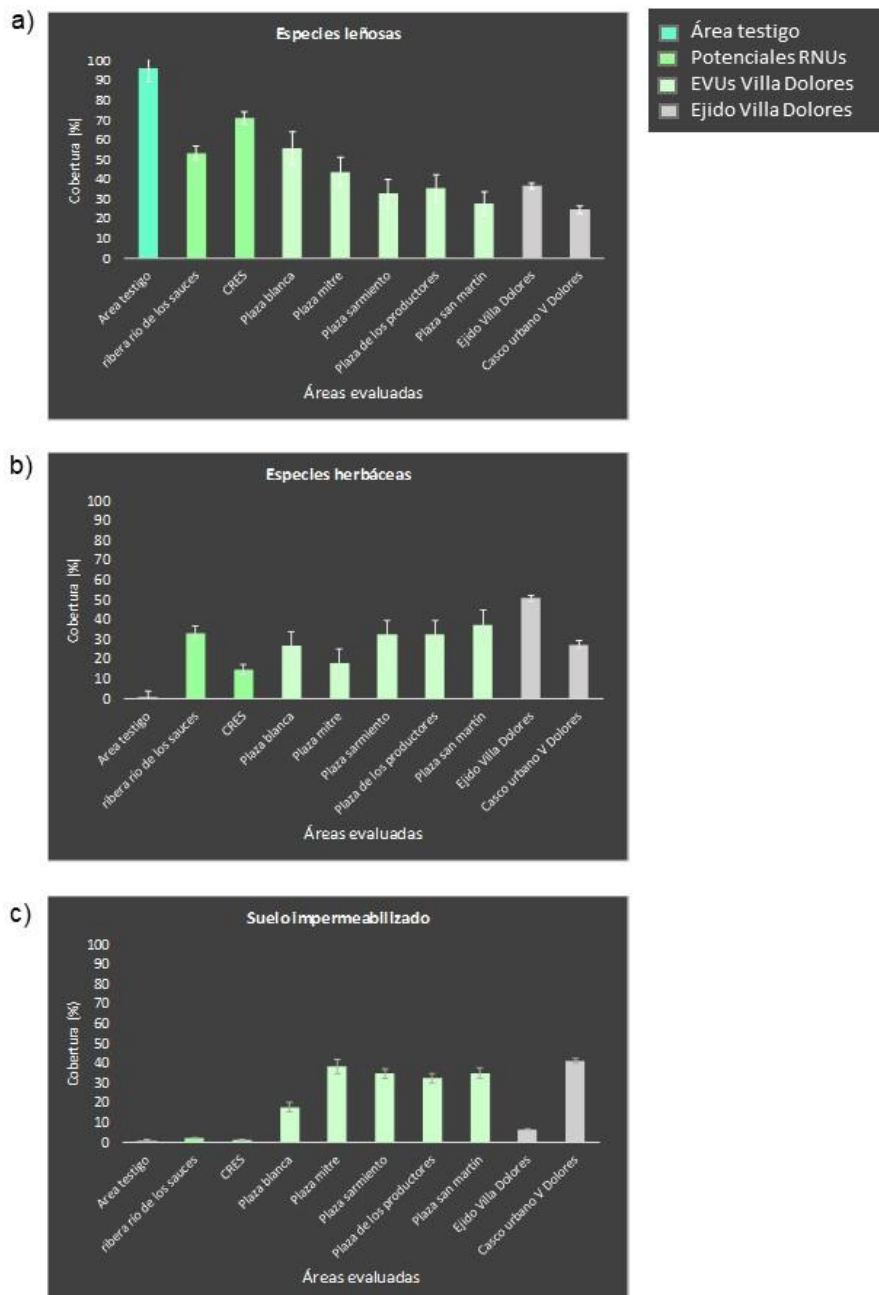 a)
Especies leñosas
Cobertura |%|
100
90
80
70
60
50
40
30
20
10
0
Area testigo
ribera río de los sauces
CRES
Plaza blanca
Plaza mitre
Plaza sarmiento
Plaza de los productores
Plaza san martín
Ejido Villa Dolores
Casco urbano V Dolores
Áreas evaluadas
Área testigo
Potenciales RNUs
EVUs Villa Dolores
Ejido Villa Dolores
b)
Especies herbáceas
Cobertura |%|
100
90
80
70
60
50
40
30
20
10
0
Area testigo
ribera río de los sauces
CRES
Plaza blanca
Plaza mitre
Plaza sarmiento
Plaza de los productores
Plaza san martín
Ejido Villa Dolores
Casco urbano V Dolores
Áreas evaluadas
c)
Suelo impermeabilizado
Cobertura (%)
100
90
80
70
60
50
40
30
20
10
0
Area testigo
ribera río de los sauces
CRES
Plaza blanca
Plaza mitre
Plaza sarmiento
Plaza de los productores
Plaza san martín
Ejido Villa Dolores
Casco urbano V Dolores
Áreas evaluadas